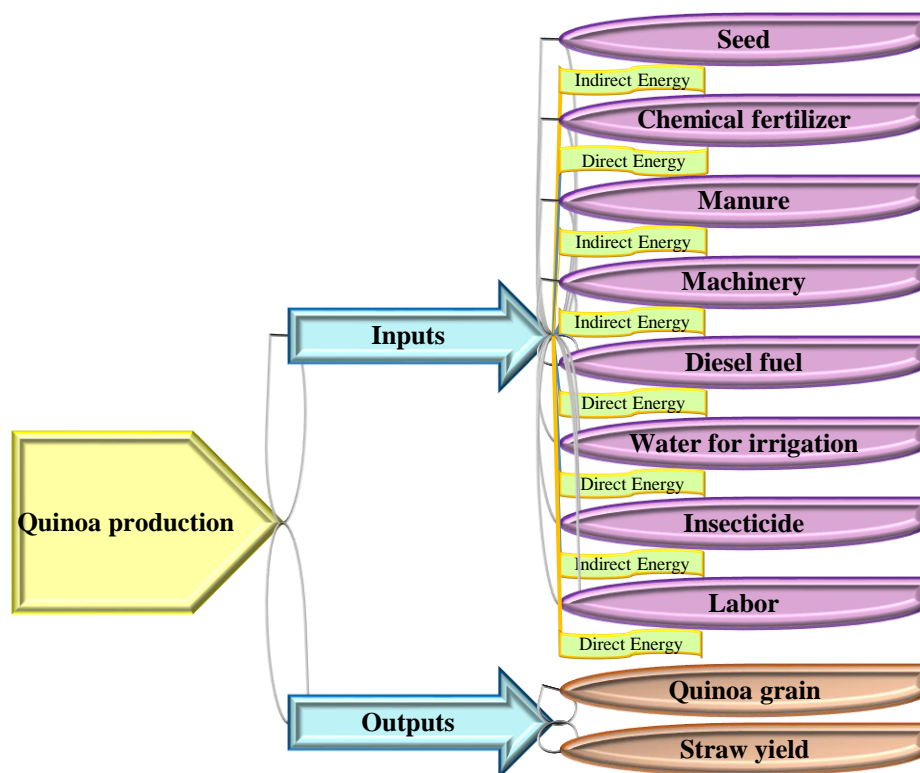 Seed
Indirect Energy
Chemical fertilizer
Direct Energy
Manure
Indirect Energy
Machinery
Indirect Energy
Inputs
Diesel fuel
Direct Energy
Water for irrigation
Direct Energy
Quinoa production
Insecticide
Indirect Energy
Labor
Direct Energy
Quinoa grain
Outputs
Straw yield